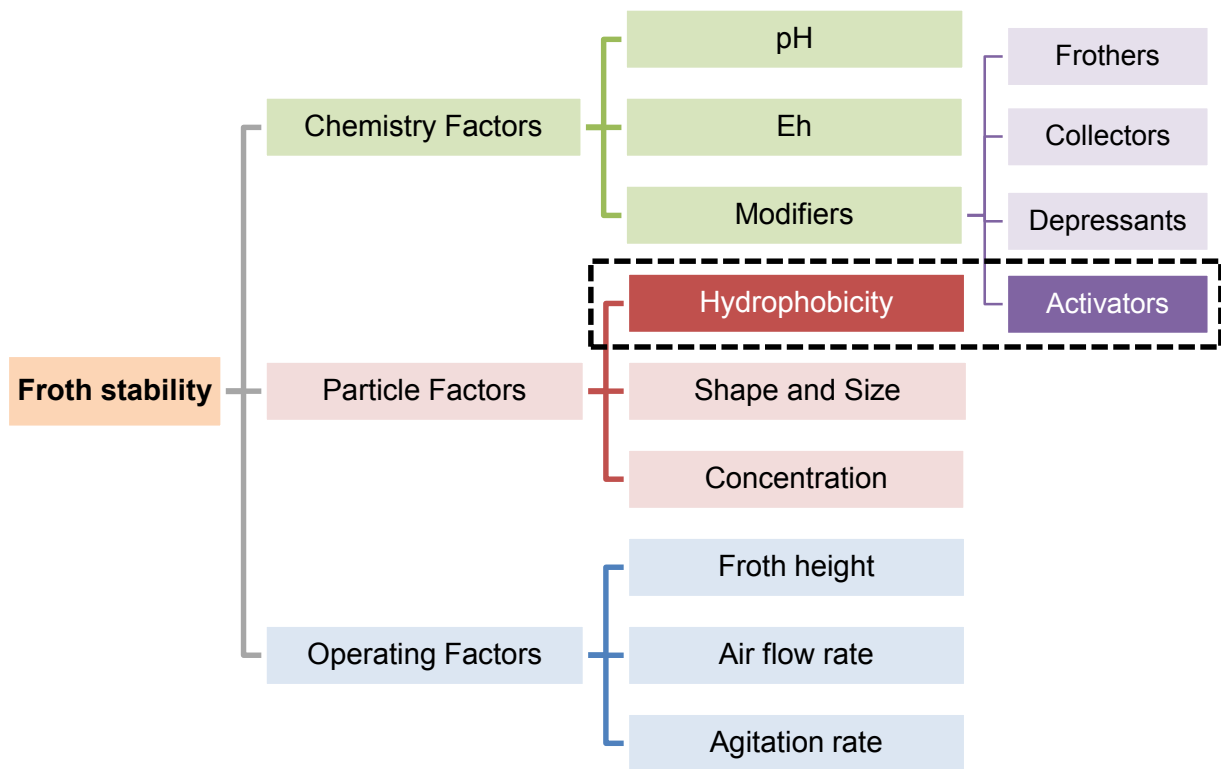 Froth stability
Chemistry Factors
pH
Eh
Modifiers
Frothers
Collectors
Depressants
Activators
Particle Factors
Hydrophobicity
Shape and Size
Concentration
Operating Factors
Froth height
Air flow rate
Agitation rate